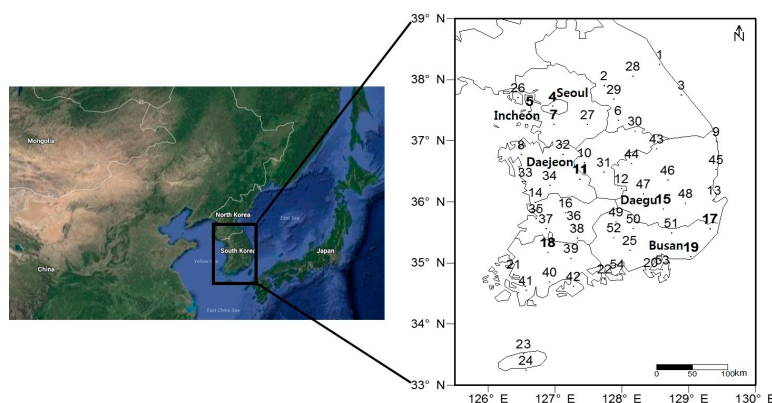 39° N
N
1
28
38° N
2
3
26
29
4 Seoul
5
6
Incheon 7 27
30
Mongolia
37° N
9
43
8 32
10 44
Daejeon
31
45
33 34 11
46
12 47
13
36° N
14
16
Daegu 15 48
35
49
37 36
50 51 17
North Korea
East Sea
38
52
18
25
Busan 19
39
South Korea
Japan
35° N
21
20 53
22 54
40
Yellow Sea
China
41 42
34° N
East China Sea
23
24
0 50 100km
33° N
126° E 127° E 128° E 129° E 130° E